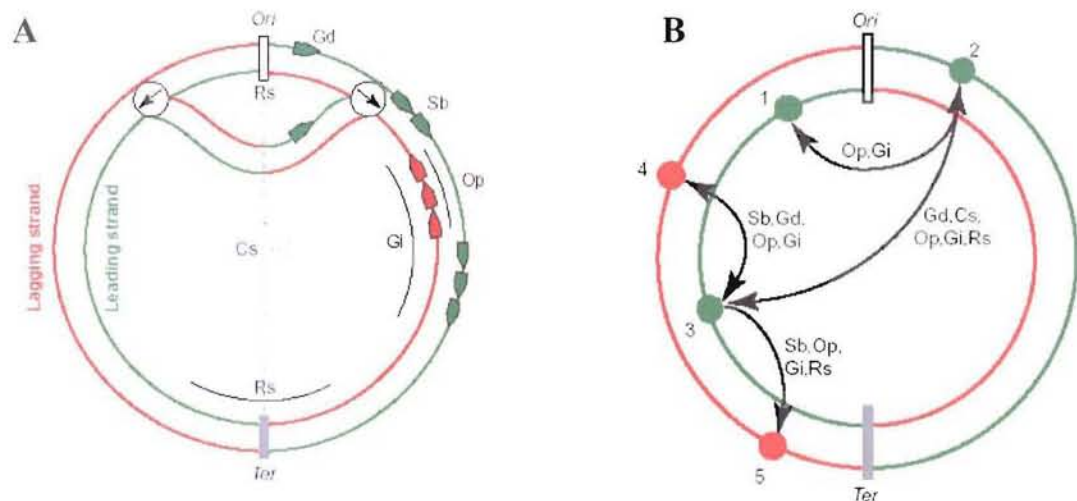 A
Ori
Gd
Rs
Sb
Op
Gi
Cs
Lagging strand
Leading strand
Rs
Ter
B
Ori
2
1
Op,Gi
4
Sb,Gd,
Op,Gi
Gd,Cs,
Op,Gi,Rs
3
Sb,Op,
Gi,Rs
5
Ter